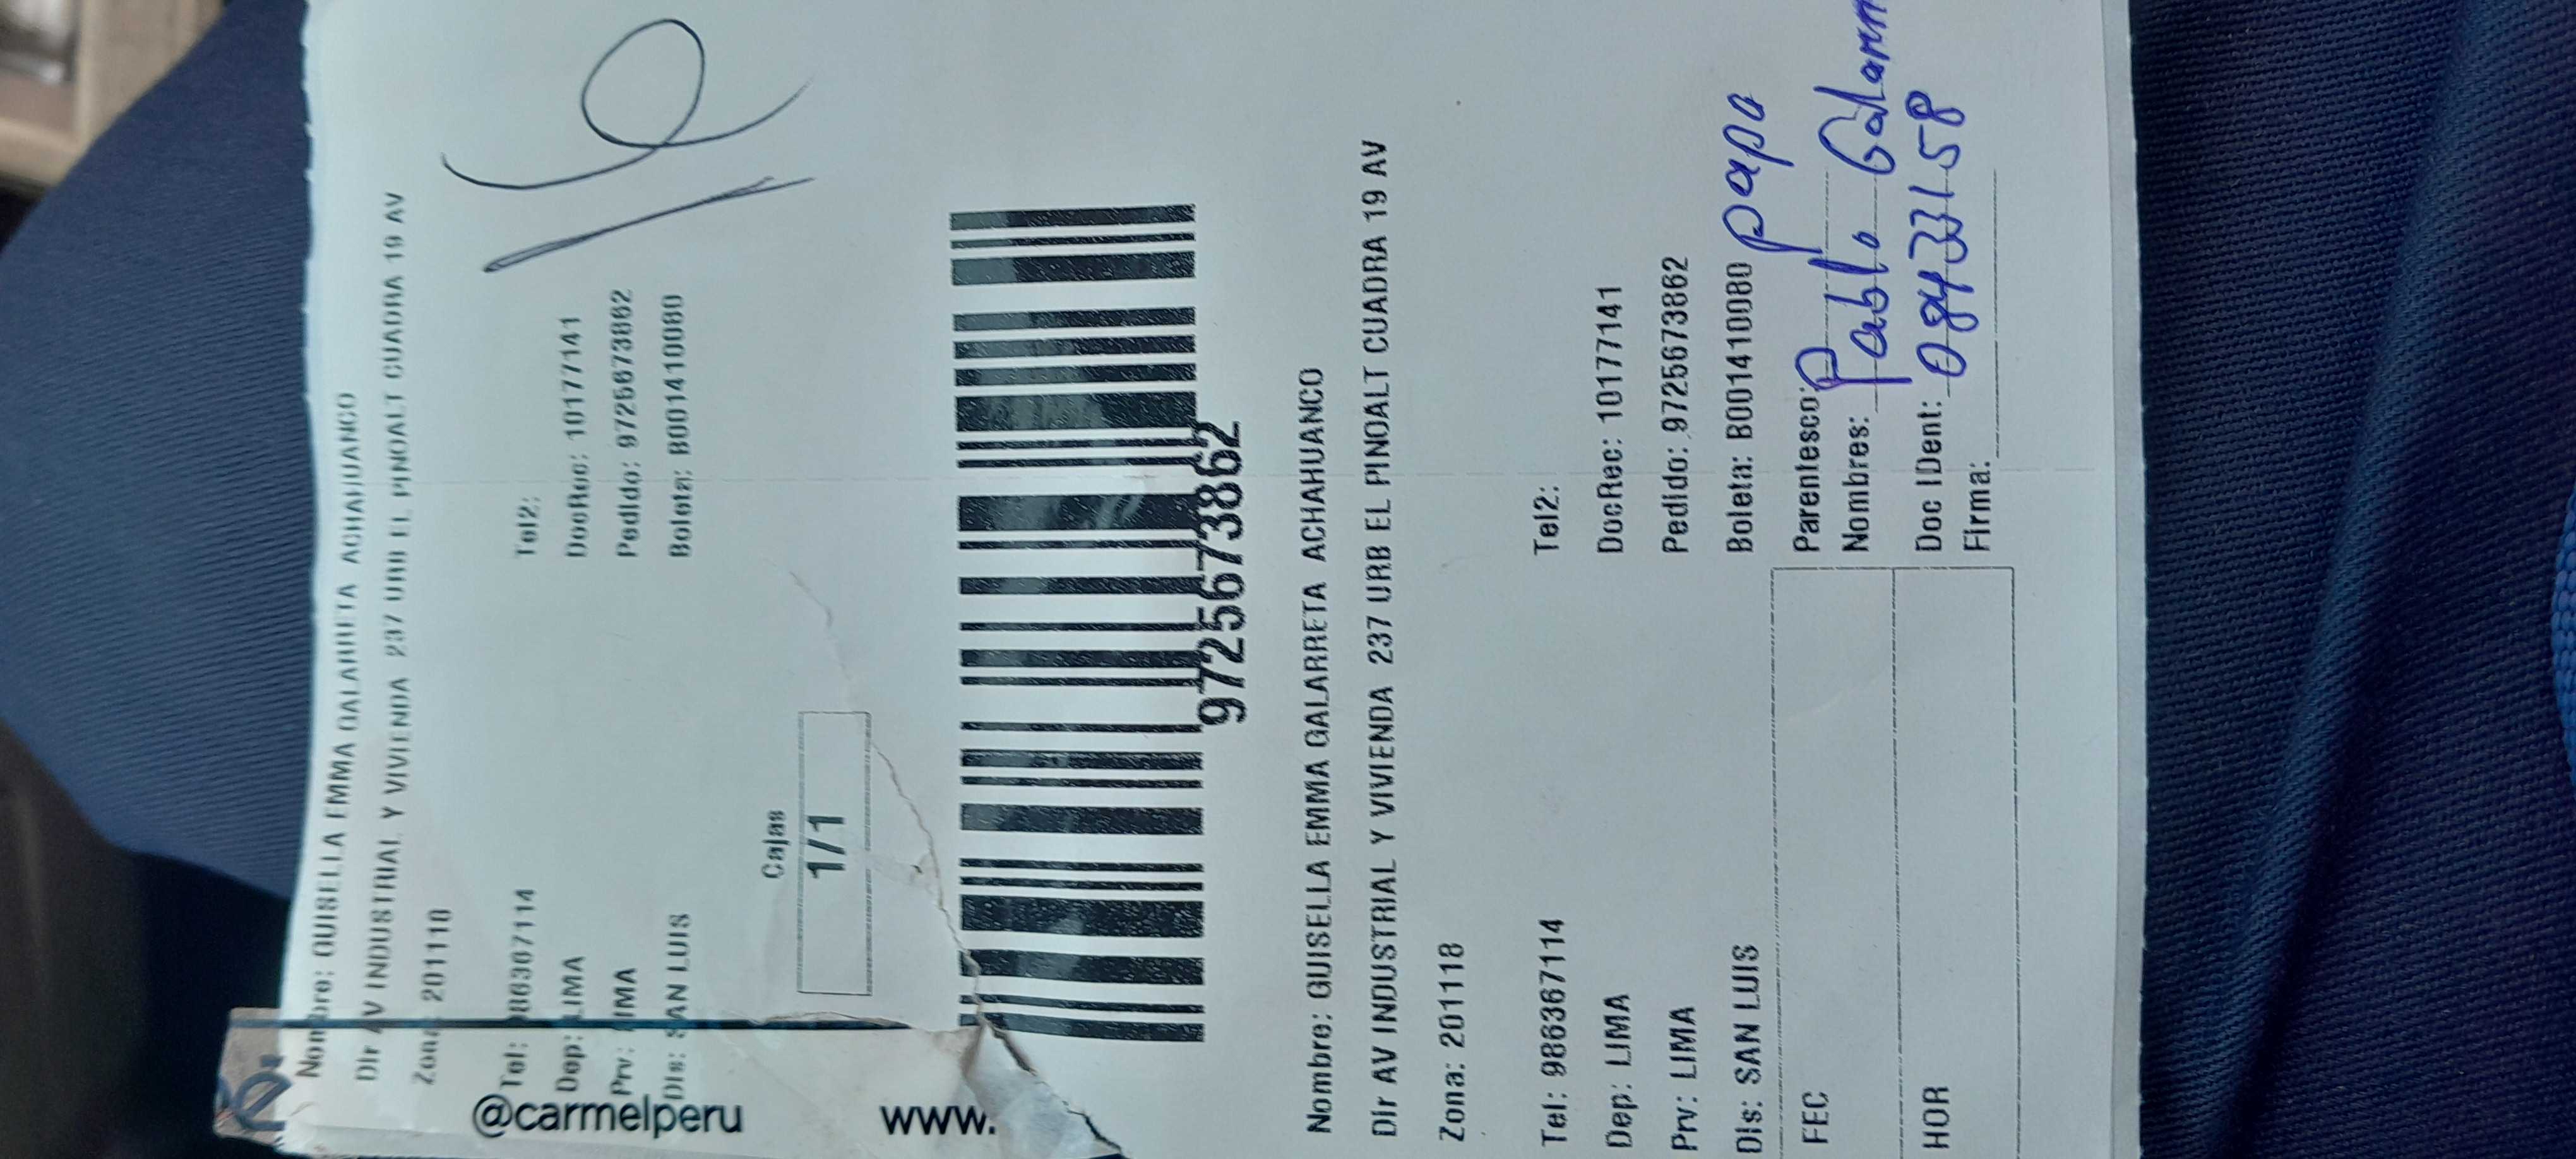 Nombre: GUISELLA EMMA GALARRETA ACHAHUANCO
Dir AV INDUSTRIAL Y VIVIENDA 237 URB EL PINOALT CUADRA 19 AV
Zona: 201118
Tel: 986367114 Tel2:
Dep: LIMA DocRec: 10177141
Prv: LIMA Pedido: 9725673862
Dis: SAN LUIS Boleta: B001410080
Cajas
1/1
@carmelperu
www.
9725673862
Nombre: GUISELLA EMMA GALARRETA ACHAHUANCO
Dir AV INDUSTRIAL Y VIVIENDA 237 URB EL PINOALT CUADRA 19 AV
Zona: 201118
Tel: 986367114 Tel2:
Dep: LIMA DocRec: 10177141
Prv: LIMA Pedido: 9725673862
Dis: SAN LUIS Boleta: B001410080
FEC Parentesco: papa
Nombres: Pablo
HOR Doc IDent:
Firma: